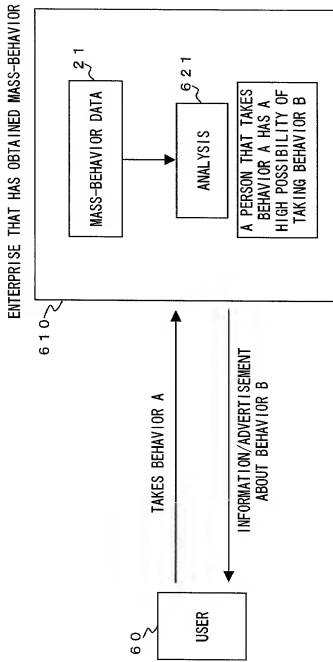 ENTERPRISE THAT HAS OBTAINED MASS-BEHAVIOR
610
21
MASS-BEHAVIOR DATA
621
ANALYSIS
A PERSON THAT TAKES
BEHAVIOR A HAS A
HIGH POSSIBILITY OF
TAKING BEHAVIOR B
TAKES BEHAVIOR A
INFORMATION/ADVERTISEMENT
ABOUT BEHAVIOR B
60
USER